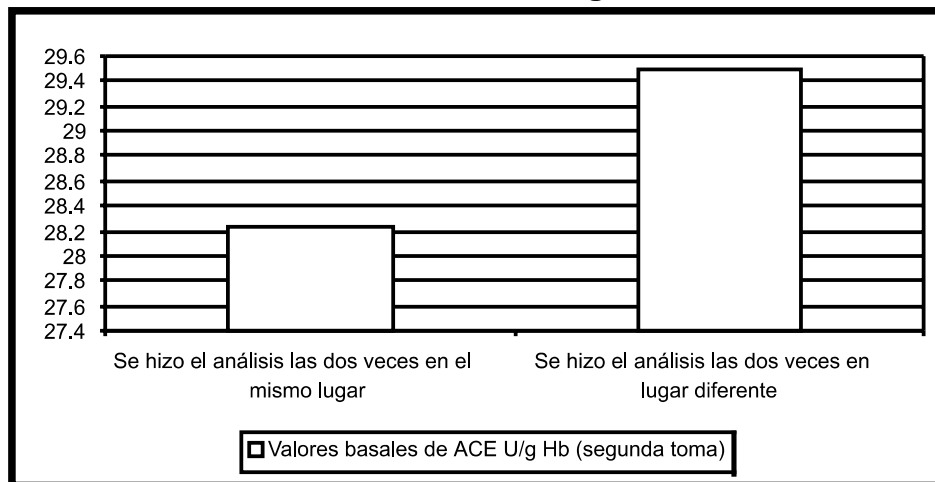 29.6
29.4
29.2
29
28.8
28.6
28.4
28.2
28
27.8
27.6
27.4
Se hizo el análisis las dos veces en el
mismo lugar
Se hizo el análisis las dos veces en
lugar diferente
Valores basales de ACE U/g Hb (segunda toma)